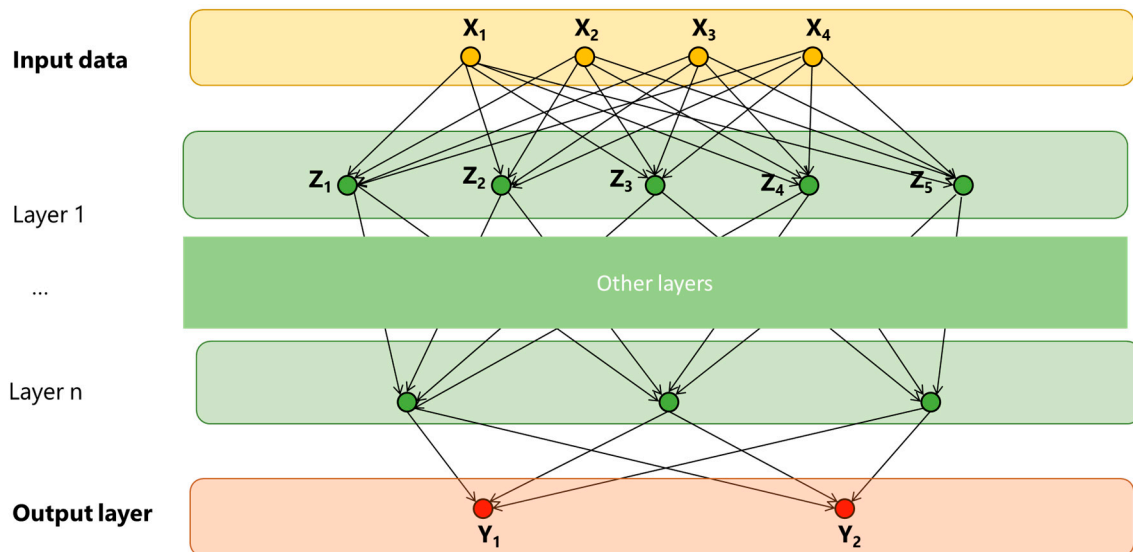 X₁ X₂ X₃ X₄
Input data
Z₁ Z₂ Z₃ Z₄ Z₅
Layer 1
Other layers
...
Layer n
Output layer
Y₁ Y₂